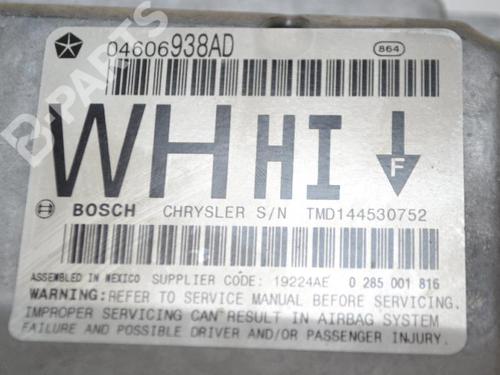 04606938AD
864
WH HI F
BOSCH CHRYSLER S/N TMD144530752
ASSEMBLED IN MEXICO SUPPLIER CODE: 19224AE 0 285 001 816
WARNING: REFER TO SERVICE MANUAL BEFORE SERVICING.
IMPROPER SERVICING CAN RESULT IN AIRBAG SYSTEM
FAILURE AND POSSIBLE DRIVER AND/OR PASSENGER INJURY.
B-PARTS